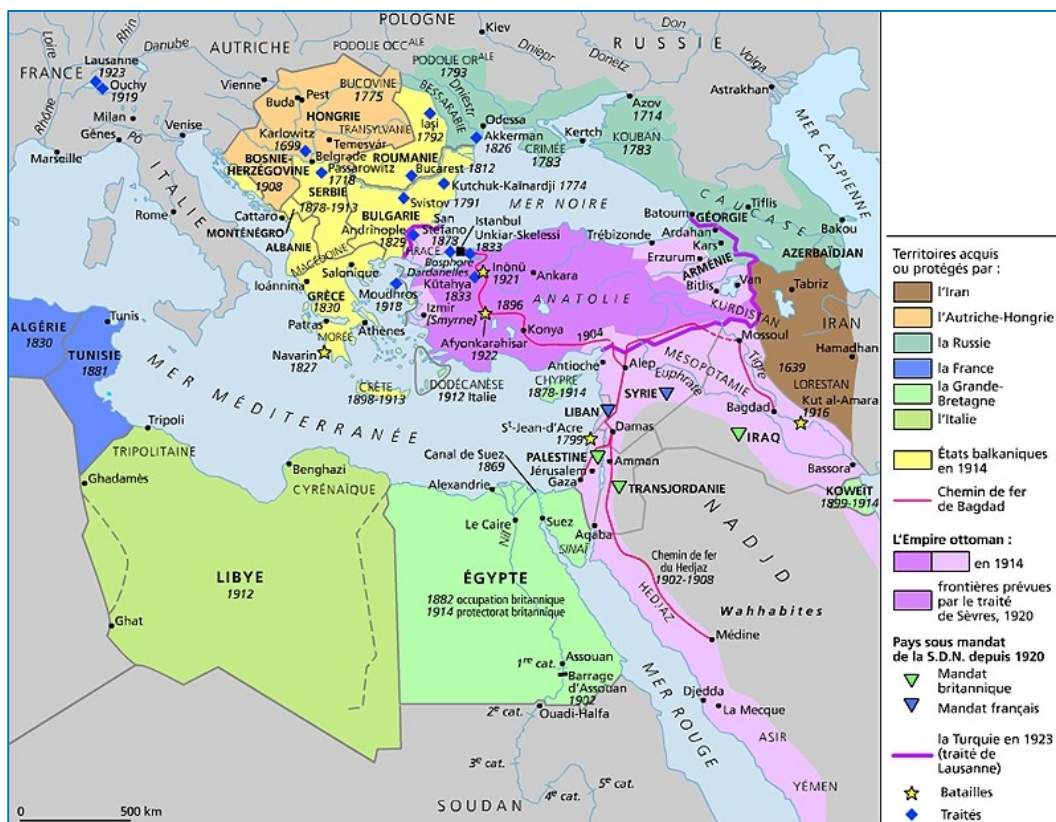 POLOGNE
Kiev
Don
RUSSIE
Volga
Loire
Rhin
Danube
AUTRICHE
PODOLIE OCCALE
PODOLIE ORALE
1793
Dniepr
Donetz
Lausanne
1923
FRANCE
Ouchy
1919
Vienne
BUCOVINE
1775
BESSARABIE
Dniestr
Astrakhan
Rhône
Milan
Gênes
Pô
Venise
Marseille
Buda
Pest
HONGRIE
TRANSYLVANIE
Karlowitz
1699
Temesvár
Iaşi
1792
Odessa
Akkerman
1826
CRIMÉE
1783
Kertch
Azov
1714
KOUBAN
1783
MER CASPIENNE
BOSNIE-
HERZÉGOVINE
1908
Belgrade
Passarowitz
1718
ROUMANIE
Bucarest 1812
Kutchuk-Kaïnardji 1774
SERBIE
1878-1913
Svistov 1791
MER NOIRE
CAUCASE
ITALIE
Rome
Cattaro
MONTÉNÉGRO
ALBANIE
BULGARIE
Andrinople
1829
San
Stefano
1878
Istanbul
Unkiar-Skelessi
1833
THRACE
Bosphore
Dardanelles
MACÉDOINE
Salonique
Ioánnina
Moudhros
1918
Kütahya
1833
Inönü
1921
Ankara
Trébizonde
Batoum
GÉORGIE
Tiflis
Bakou
Ardahan
Kars
AZERBAÏDJAN
Erzurum
ARMÉNIE
Bitlis
Van
Tabriz
KURDISTAN
IRAN
GRÈCE
1830
Patras
Athènes
MORÉE
Navarin
1827
Izmir
(Smyrne)
1896
ANATOLIE
Afyonkarahisar
1922
Konya
1904
Mossoul
Hamadhan
1639
LORESTAN
ALGÉRIE
1830
Tunis
TUNISIE
1881
MER MÉDITERRANÉE
CRÈTE
1898-1913
DODÉCANÈSE
1912 Italie
CHYPRE
1878-1914
Antioche
Alep
Euphrate
MÉSOPOTAMIE
Tigre
SYRIE
Bagdad
Kut al-Amara
1916
LIBAN
Damas
IRAQ
St-Jean-d'Acre
1799
Tripoli
TRIPOLITAINE
Benghazi
CYRÉNAÏQUE
Ghadamès
Canal de Suez
1869
PALESTINE
Jérusalem
Gaza
Amman
TRANSJORDANIE
Bassora
KOWEÏT
1899-1914
Alexandrie
Le Caire
Nil
Suez
SINAÏ
Aqaba
NADJD
LIBYE
1912
Ghat
ÉGYPTE
1882 occupation britannique
1914 protectorat britannique
Chemin de fer
du Hedjaz
1902-1908
HEDJAZ
Wahhabites
Médine
1re cat.
Assouan
Barrage
d'Assouan
1902
2e cat.
Ouadi-Halfa
3e cat.
4e cat.
5e cat.
MER ROUGE
Djedda
La Mecque
ASIR
YÉMEN
SOUDAN
0
500 km
Territoires acquis
ou protégés par :
l'Iran
l'Autriche-Hongrie
la Russie
la France
la Grande-
Bretagne
l'Italie
États balkaniques
en 1914
Chemin de fer
de Bagdad
L'Empire ottoman :
en 1914
frontières prévues
par le traité
de Sèvres, 1920
Pays sous mandat
de la S.D.N. depuis 1920
Mandat
britannique
Mandat français
la Turquie en 1923
(traité de
Lausanne)
Batailles
Traités